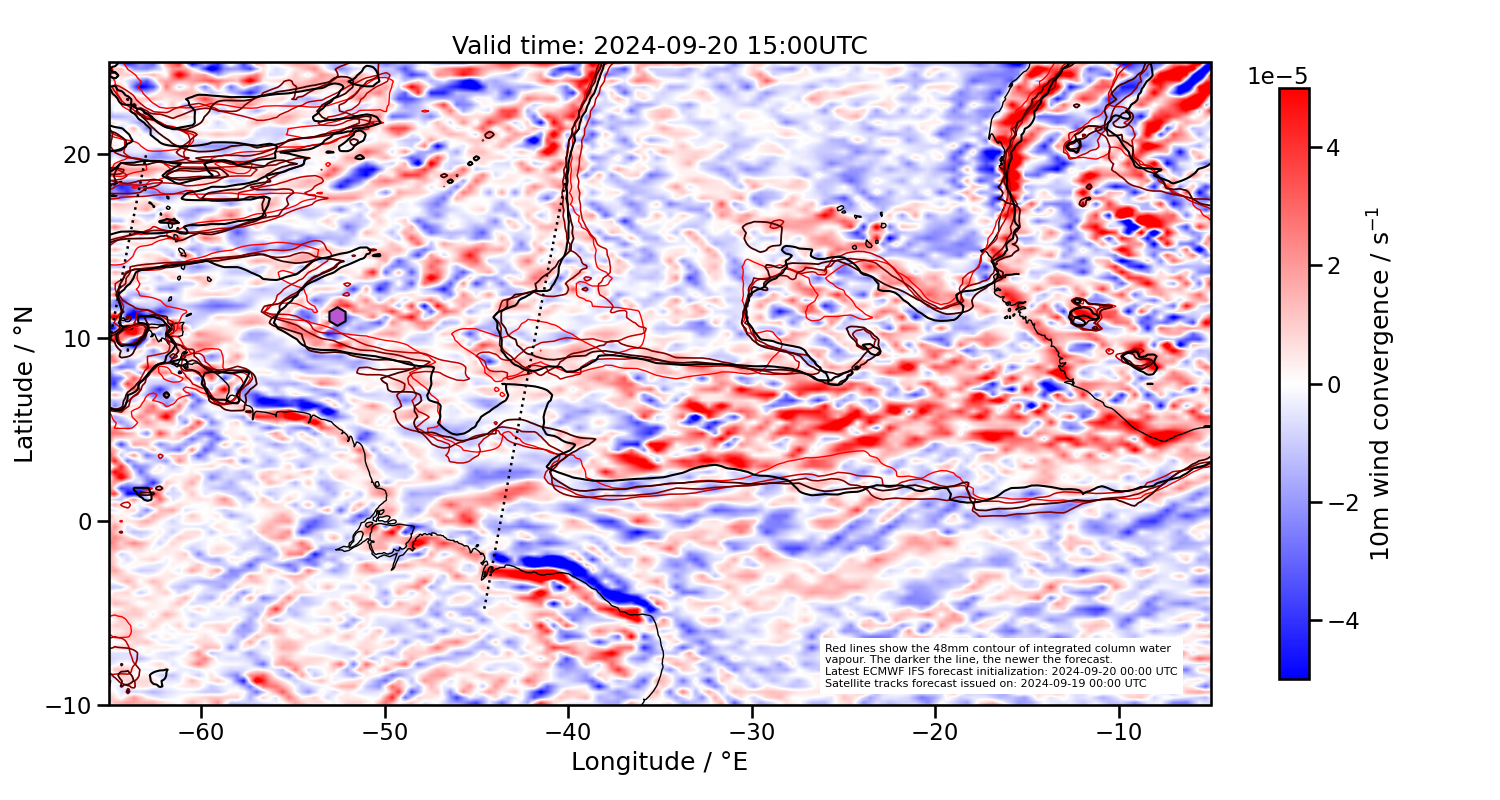 Valid time: 2024-09-20 15:00UTC
1e−5
20
10
0
−10
Latitude / °N
−60
−50
−40
−30
−20
−10
Longitude / °E
4
2
0
−2
−4
10m wind convergence / s⁻¹
Red lines show the 48mm contour of integrated column water
vapour. The darker the line, the newer the forecast.
Latest ECMWF IFS forecast initialization: 2024-09-20 00:00 UTC
Satellite tracks forecast issued on: 2024-09-19 00:00 UTC